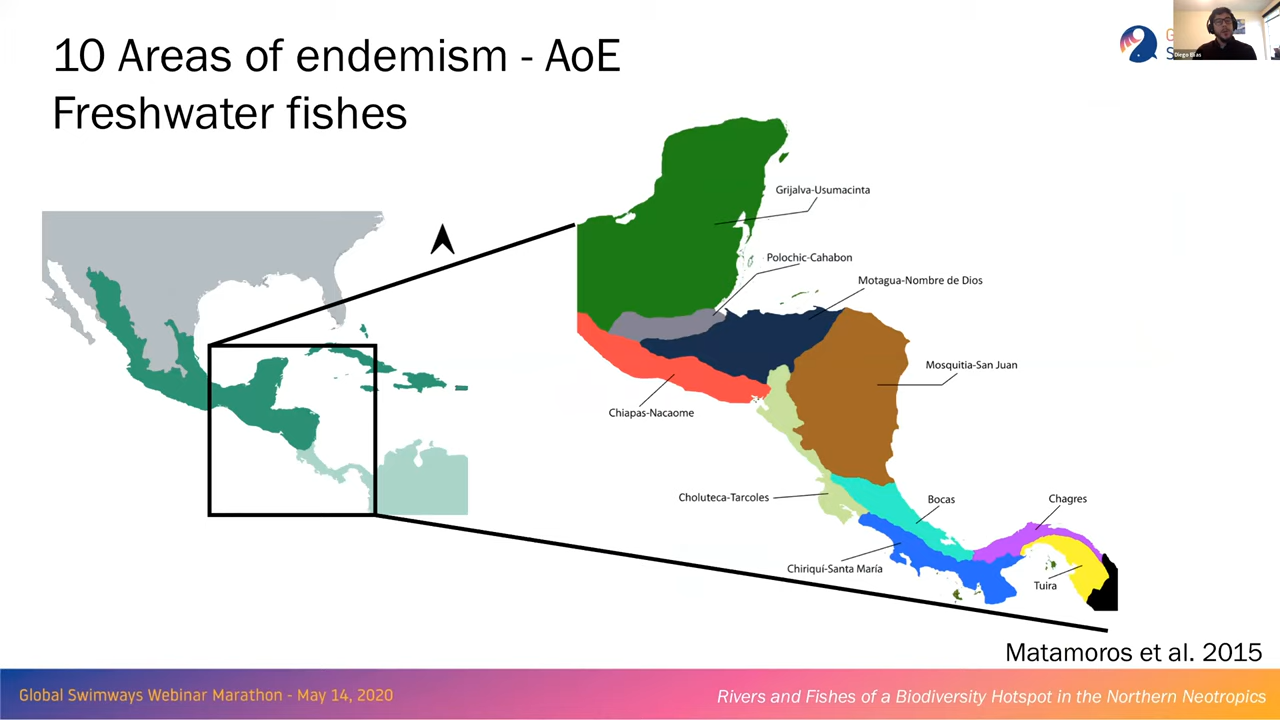 10 Areas of endemism - AoE
Freshwater fishes
Diego Elias
Grijalva-Usumacinta
Polochic-Cahabon
Motagua-Nombre de Dios
Mosquitia-San Juan
Chiapas-Nacaome
Choluteca-Tarcoles
Bocas
Chagres
Chiriquí-Santa María
Tuira
Matamoros et al. 2015
Global Swimways Webinar Marathon - May 14, 2020
Rivers and Fishes of a Biodiversity Hotspot in the Northern Neotropics